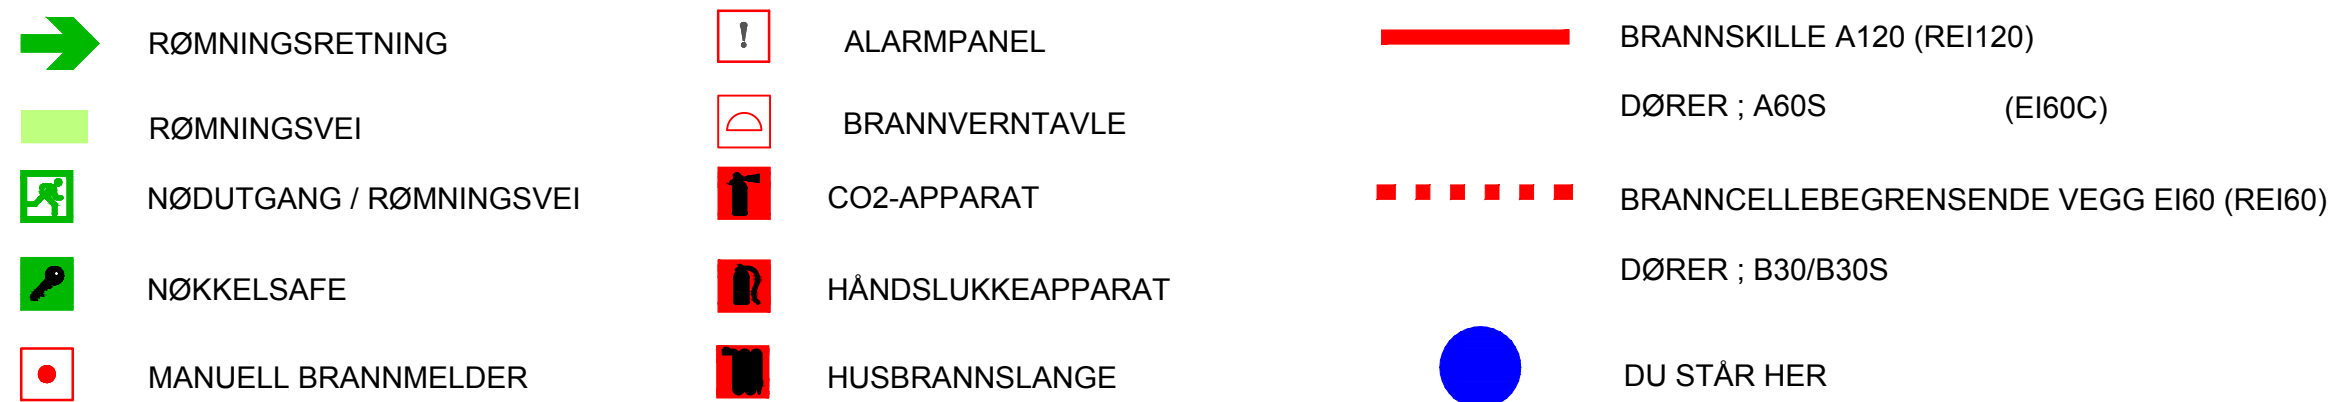 RØMNINGSRETNING
RØMNINGSVEI
NØDUTGANG / RØMNINGSVEI
NØKKELSAFE
MANUELL BRANNMELDER
!
ALARMPANEL
BRANNVERNTAVLE
CO2-APPARAT
HÅNDSLUKKEAPPARAT
HUSBRANNSLANGE
BRANNSKILLE A120 (REI120)
DØRER ; A60S (EI60C)
BRANNCELLEBEGRENSENDE VEGG EI60 (REI60)
DØRER ; B30/B30S
DU STÅR HER